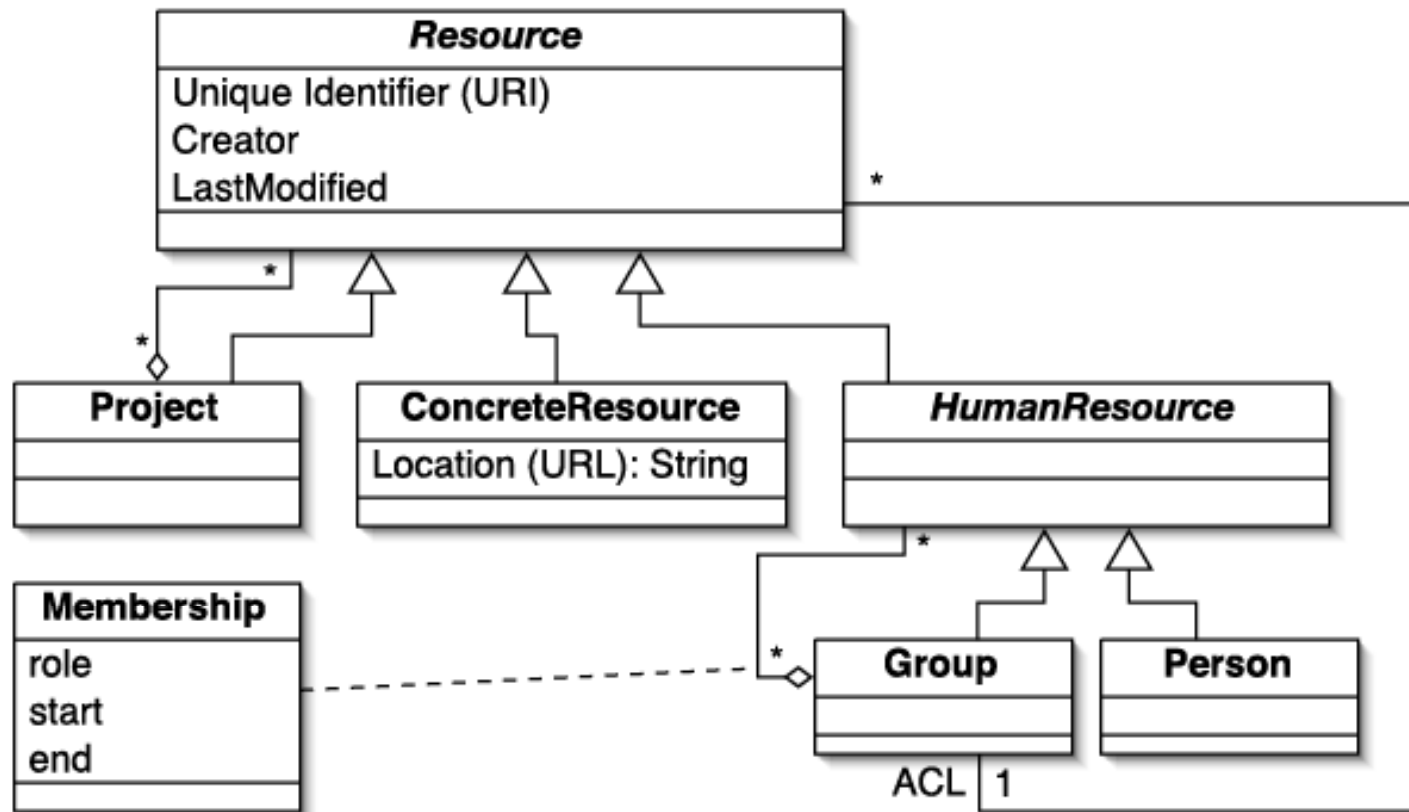 Resource
Unique Identifier (URI)
Creator
LastModified
*
*
*
Project
ConcreteResource
HumanResource
Location (URL): String
*
Membership
role
start
end
*
Group
Person
ACL 1